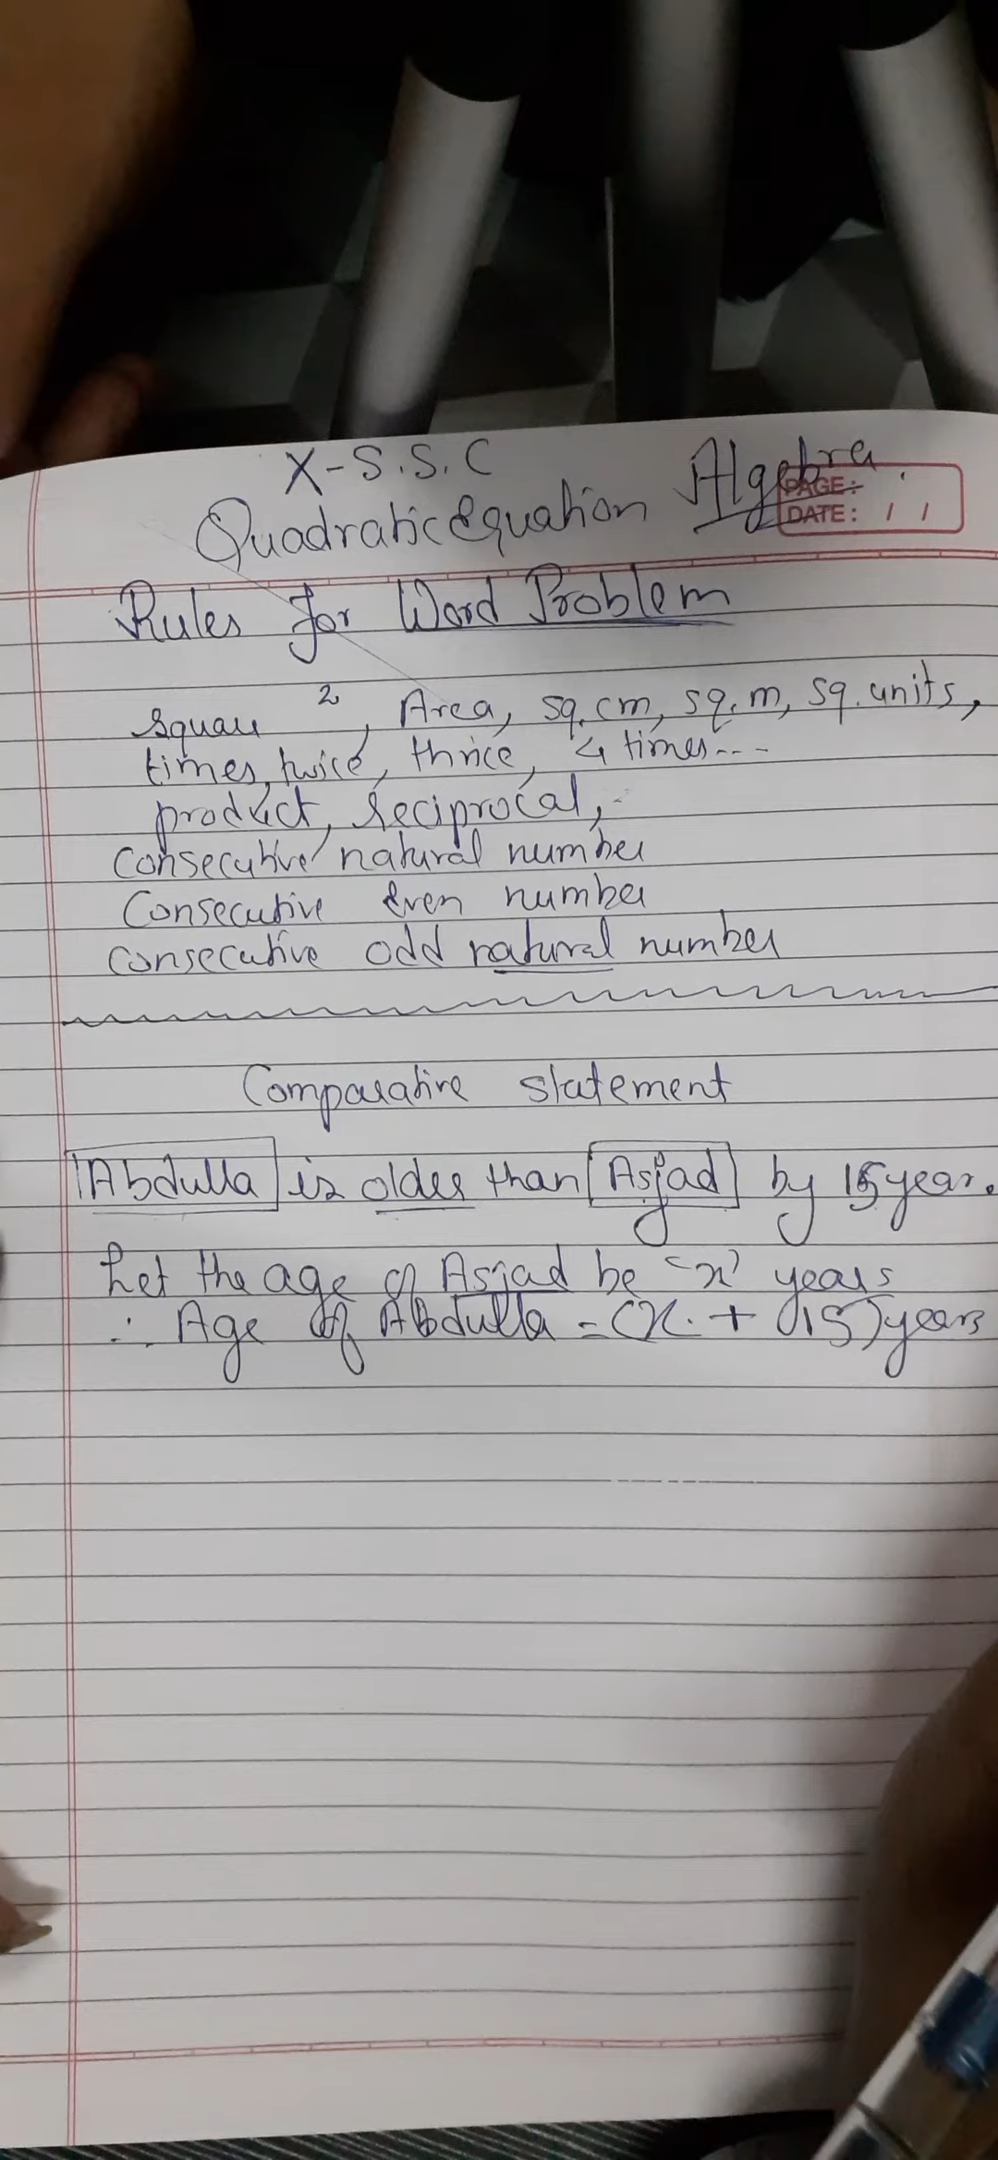 X-S.S.C
Algebra
PAGE:
DATE: / /
Quadratic Equation
Rules for Word Problem
square ², Area, sq.cm, sq.m, sq.units,
times, twice, thrice, 4 times---
product, reciprocal,
consecutive natural number
Consecutive Even number
consecutive odd natural number
Comparative statement
Abdulla is older than Asjad by 15 year.
Let the age of Asjad be 'x' years
∴ Age of Abdulla = (x + 15) years